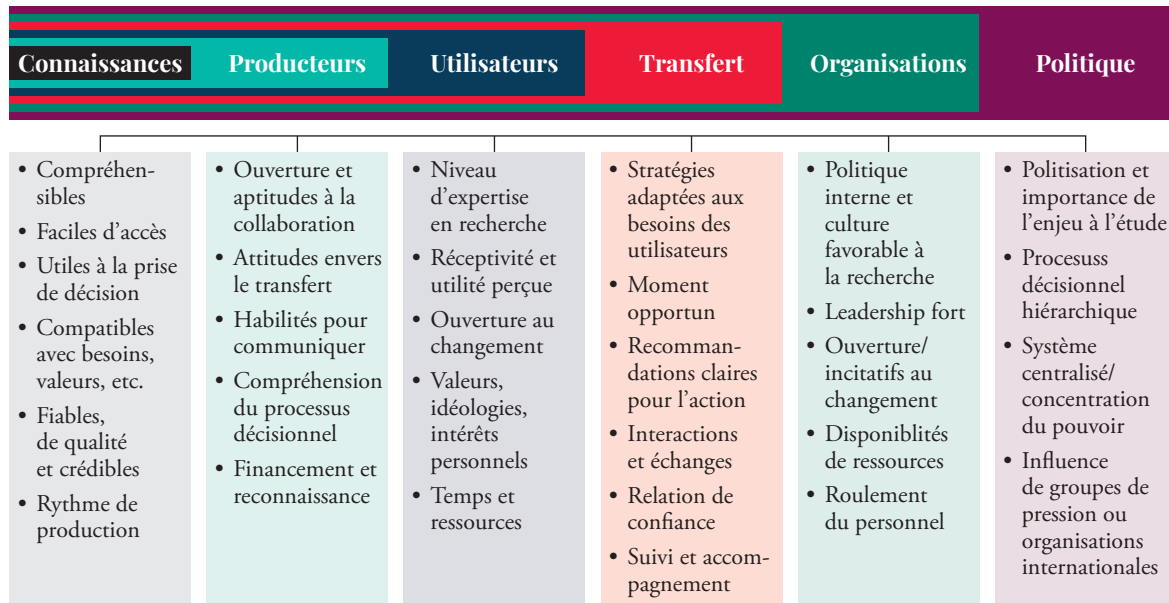 Connaissances
Producteurs
Utilisateurs
Transfert
Organisations
Politique
• Compréhen-
sibles
• Faciles d'accès
• Utiles à la prise
de décision
• Compatibles
avec besoins,
valeurs, etc.
• Fiables,
de qualité
et crédibles
• Rythme de
production
• Ouverture et
aptitudes à la
collaboration
• Attitudes envers
le transfert
• Habilités pour
communiquer
• Compréhension
du processus
décisionnel
• Financement et
reconnaissance
• Niveau
d'expertise
en recherche
• Réceptivité et
utilité perçue
• Ouverture au
changement
• Valeurs,
idéologies,
intérêts
personnels
• Temps et
ressources
• Stratégies
adaptées aux
besoins des
utilisateurs
• Moment
opportun
• Recomman-
dations claires
pour l'action
• Interactions
et échanges
• Relation de
confiance
• Suivi et accom-
pagnement
• Politique
interne et
culture
favorable à
la recherche
• Leadership fort
• Ouverture/
incitatifs au
changement
• Disponiblités
de ressources
• Roulement
du personnel
• Politisation et
importance de
l'enjeu à l'étude
• Procesuss
décisionnel
hiérarchique
• Système
centralisé/
concentration
du pouvoir
• Influence
de groupes de
pression ou
organisations
internationales